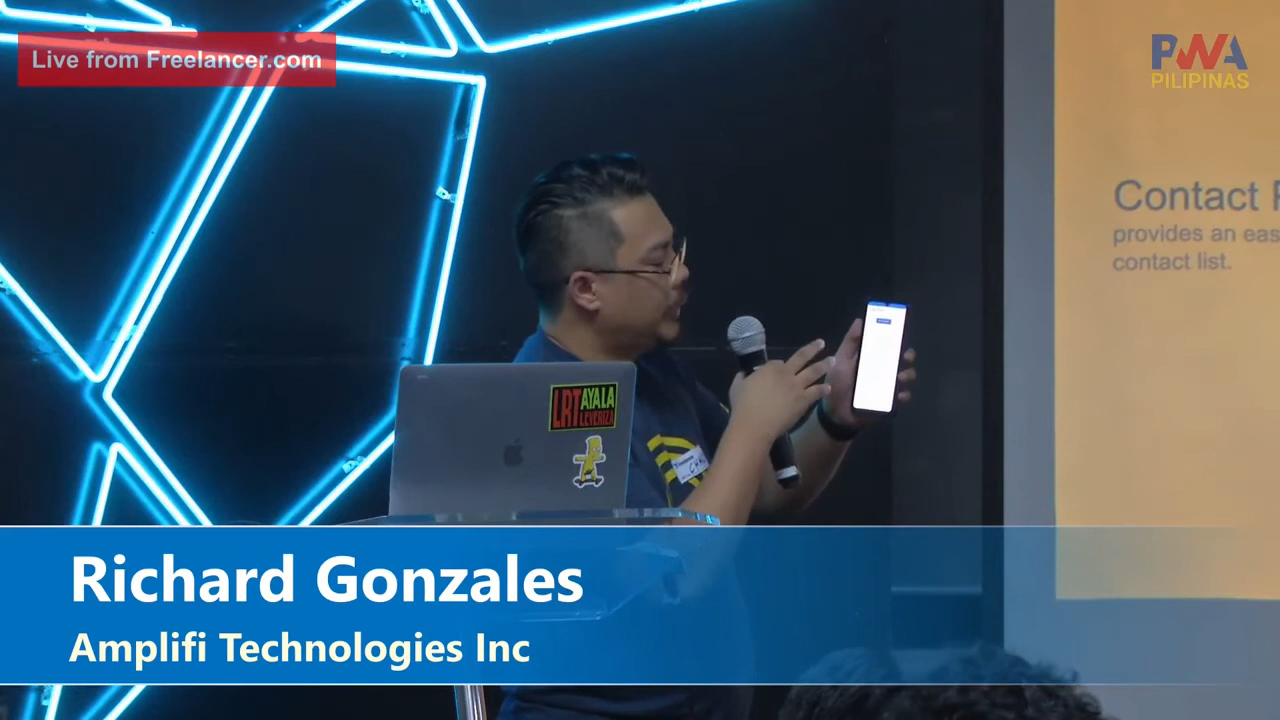 Live from Freelancer.com
PWA
PILIPINAS
Contact
provides an eas
contact list.
LRT AYALA
LEVERIZA
Richard Gonzales
Amplifi Technologies Inc